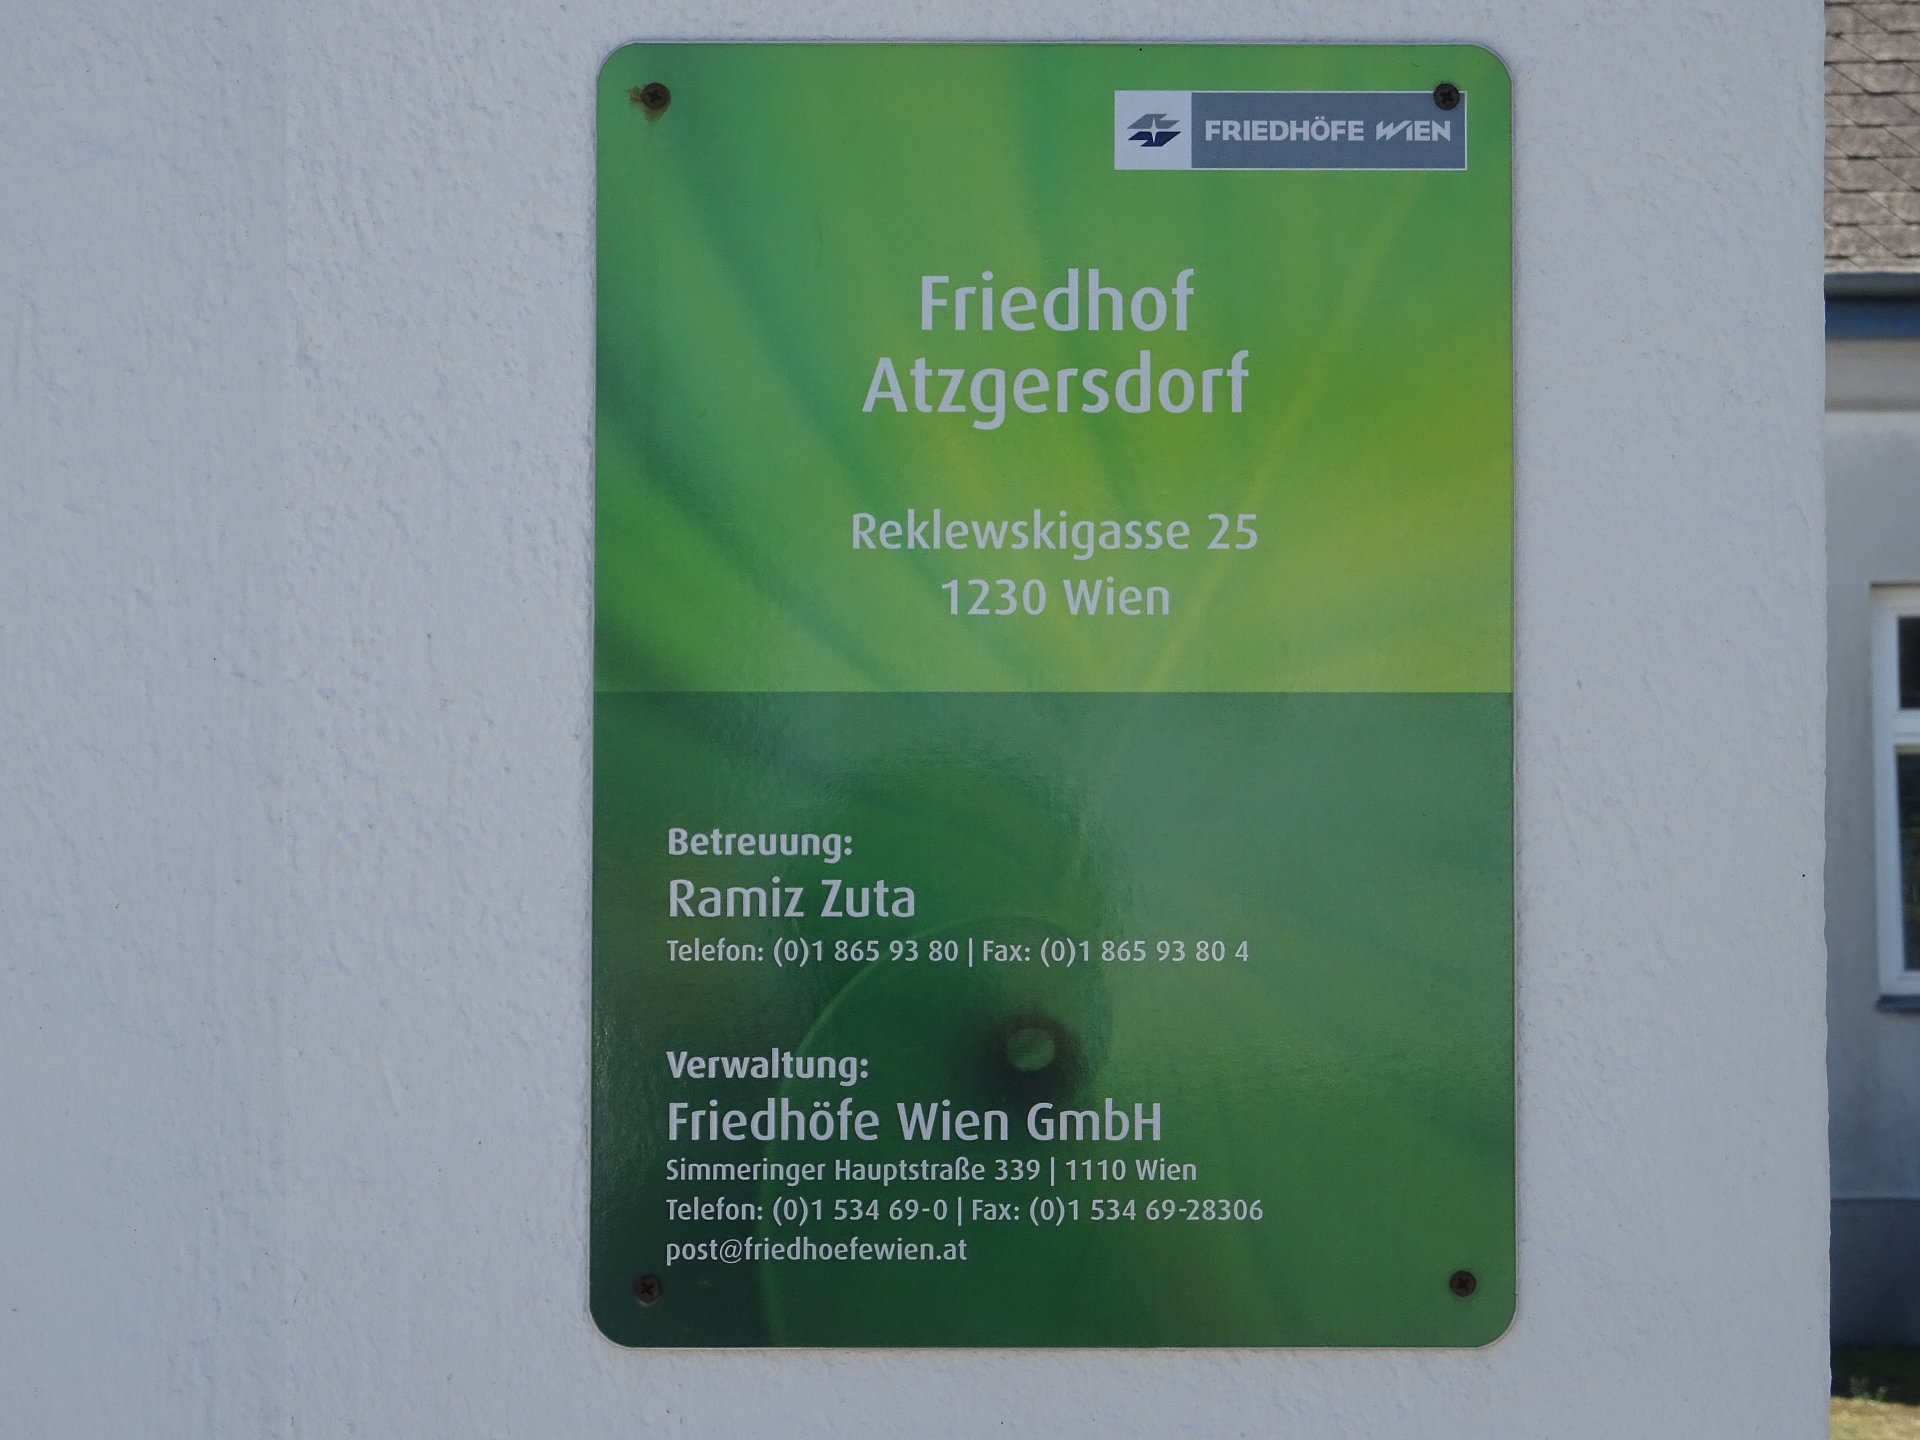 FRIEDHÖFE WIEN
Friedhof
Atzgersdorf
Reklewskigasse 25
1230 Wien
Betreuung:
Ramiz Zuta
Telefon: (0)1 865 93 80 | Fax: (0)1 865 93 80 4
Verwaltung:
Friedhöfe Wien GmbH
Simmeringer Hauptstraße 339 | 1110 Wien
Telefon: (0)1 534 69-0 | Fax: (0)1 534 69-28306
post@friedhoefewien.at